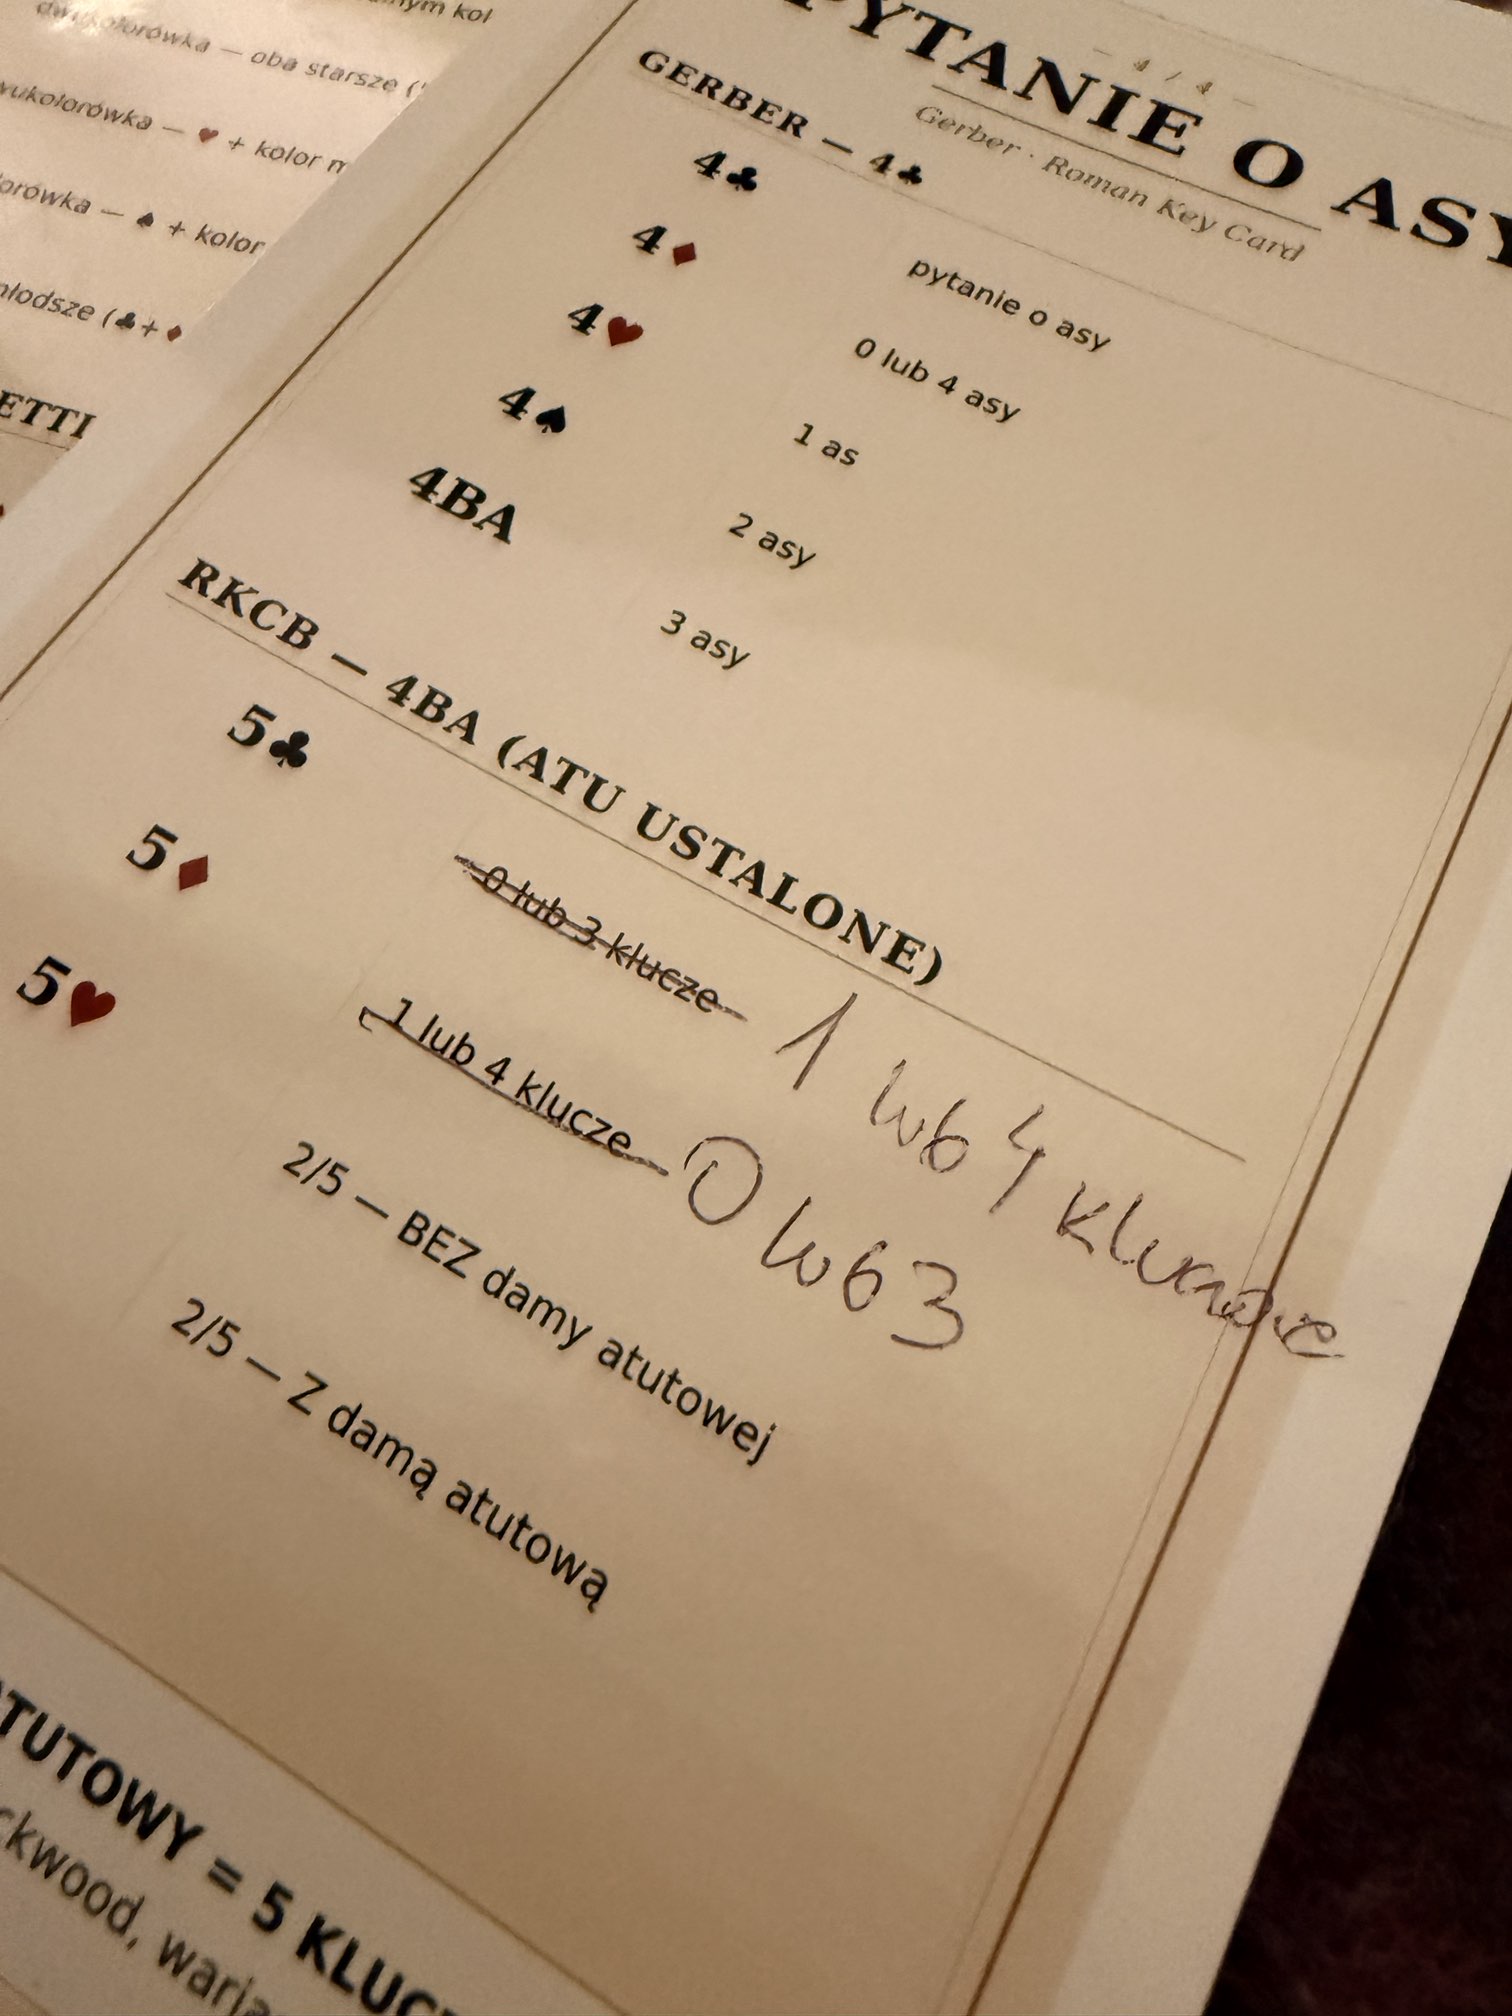 dwukolorówka — oba starsze (
kolorówka — ♥ + kolor m
orówka — ♠ + kolor
młodsze (♣+♦
ETTI
PYTANIE O ASY
Gerber · Roman Key Card
GERBER — 4♣
4♣ pytanie o asy
4♦ 0 lub 4 asy
4♥ 1 as
4♠ 2 asy
4BA 3 asy
RKCB — 4BA (ATU USTALONE)
5♣ 0 lub 3 klucze 1 lub 4 klucze
5♦ 1 lub 4 klucze 0 lub 3
5♥ 2/5 — BEZ damy atutowej
2/5 — Z damą atutową
ATUTOWY = 5 KLUC
ckwood, waria